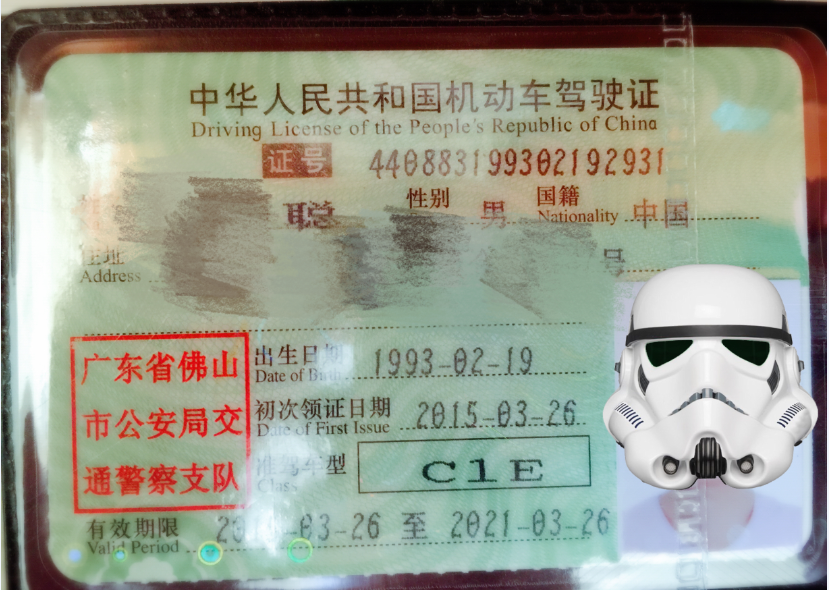 中华人民共和国机动车驾驶证
Driving License of the People's Republic of China
证号 440883199302192931
聪 性别 男 国籍 Nationality 中国
住址 Address 号
广东省佛山
市公安局交
通警察支队
出生日期 Date of Birth 1993-02-19
初次领证日期 Date of First Issue 2015-03-26
准驾车型 Class C1E
有效期限 Valid Period -03-26 至 2021-03-26